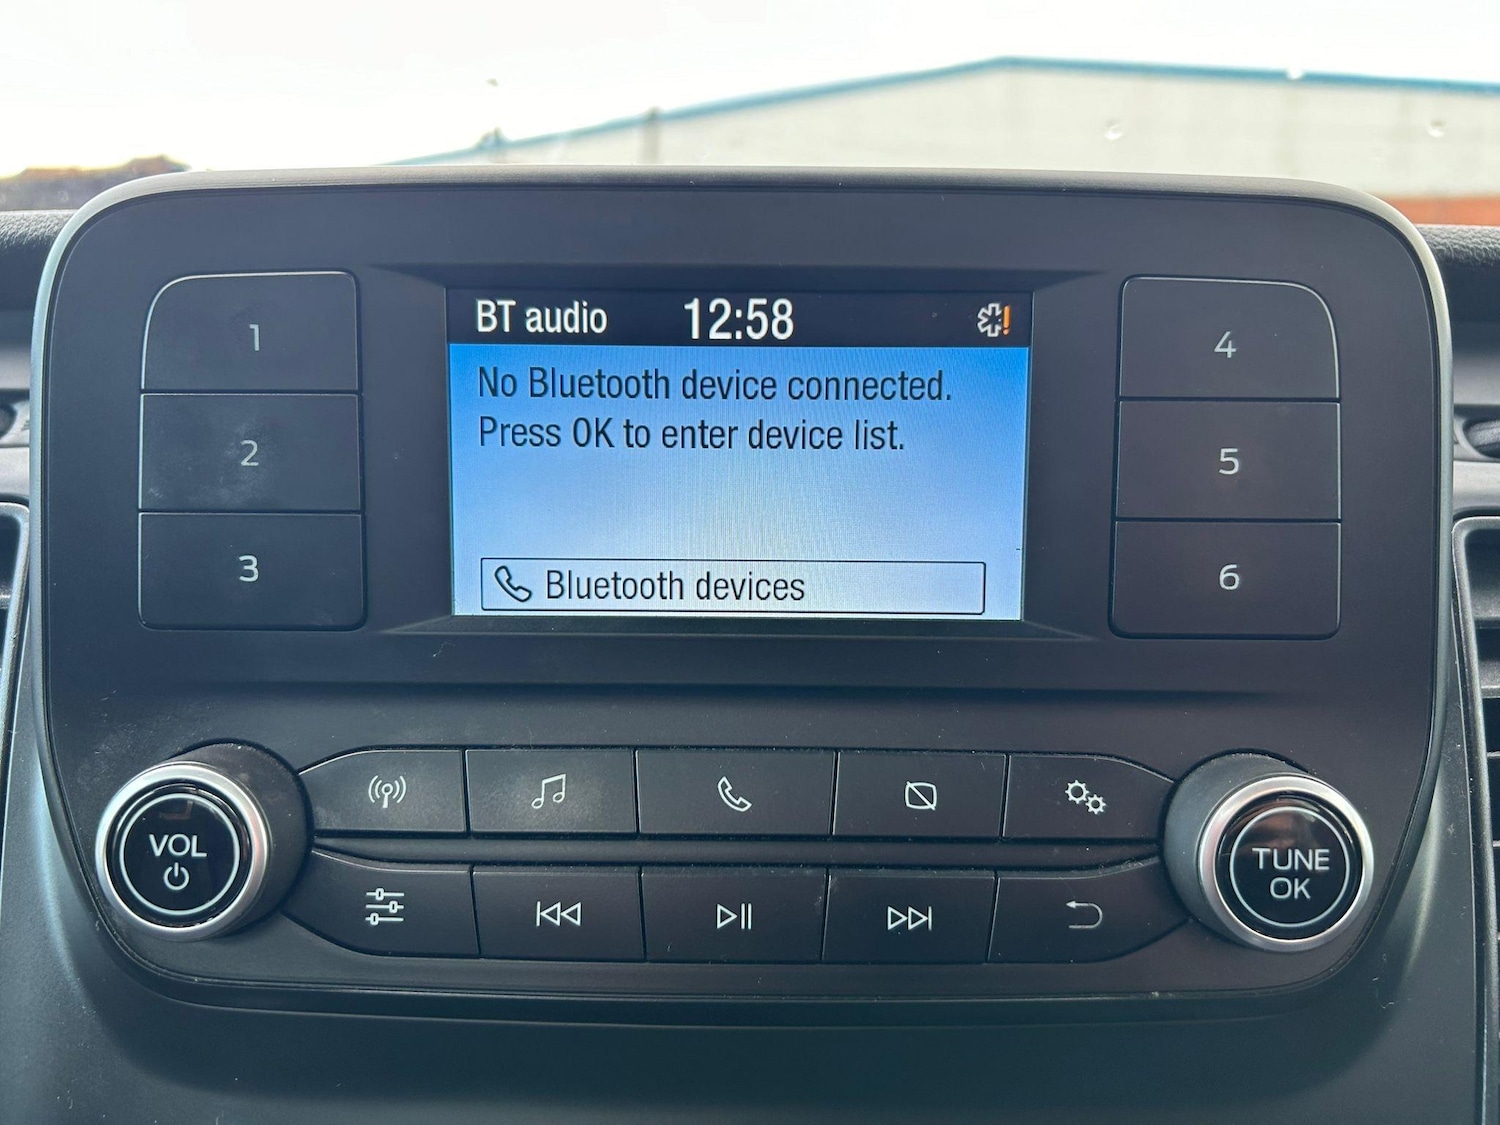 BT audio 12:58
No Bluetooth device connected.
Press OK to enter device list.
Bluetooth devices
1
2
3
4
5
6
VOL
TUNE
OK